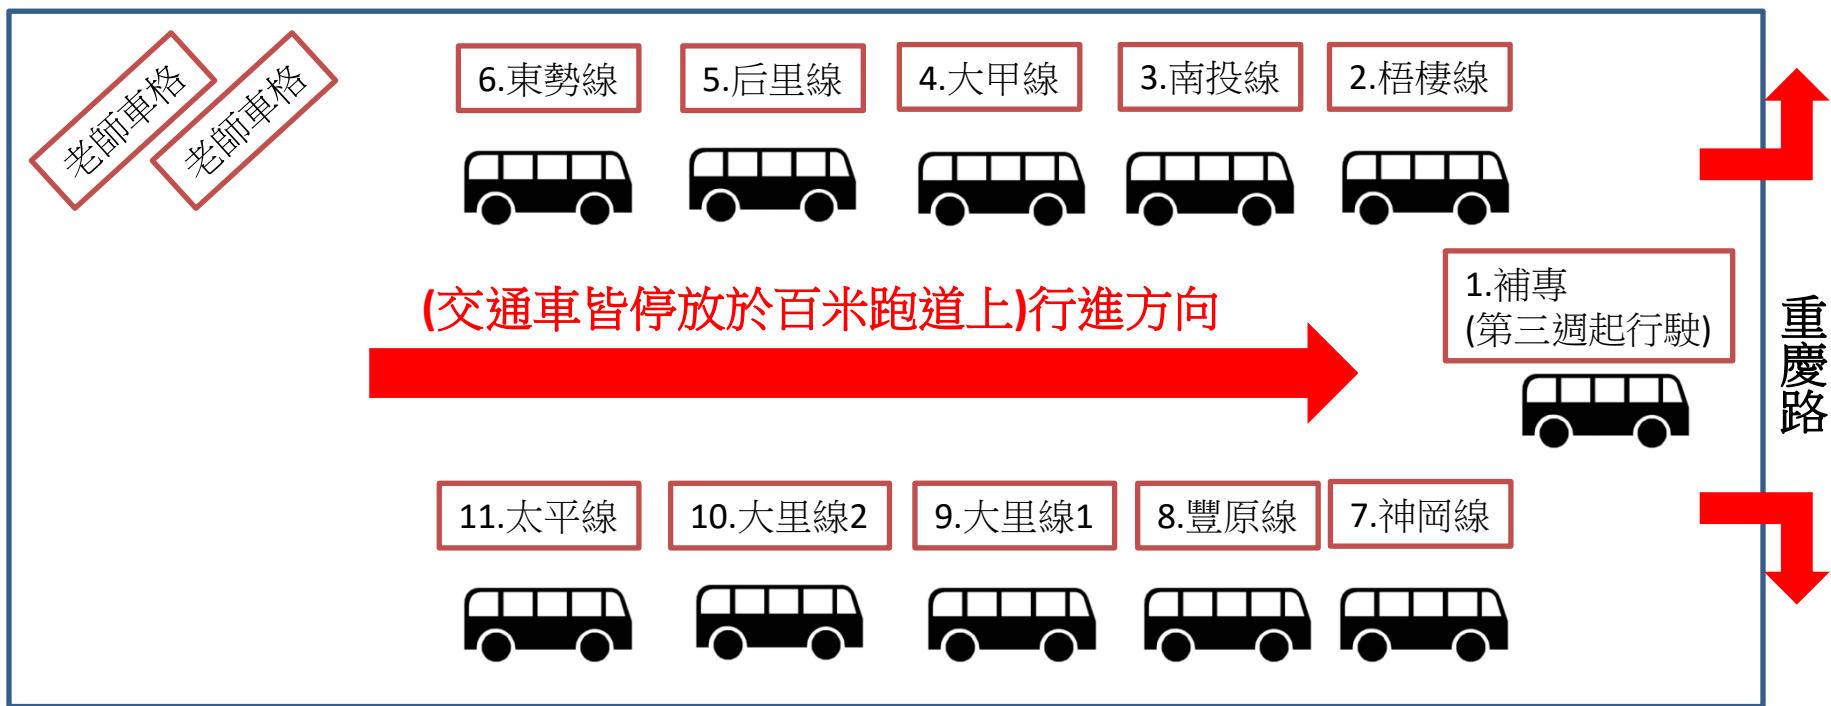 老師車格
老師車格
6.東勢線
5.后里線
4.大甲線
3.南投線
2.梧棲線
(交通車皆停放於百米跑道上)行進方向
1.補專
(第三週起行駛)
重慶路
11.太平線
10.大里線2
9.大里線1
8.豐原線
7.神岡線